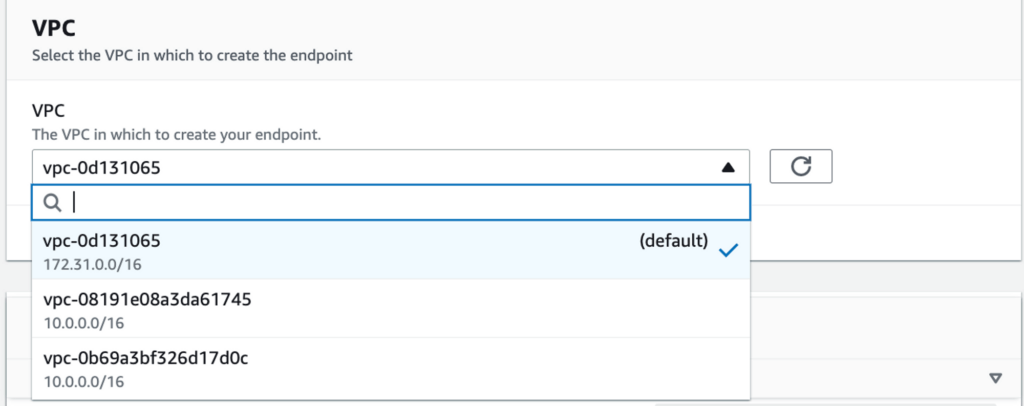 VPC
Select the VPC in which to create the endpoint
VPC
The VPC in which to create your endpoint.
vpc-0d131065
vpc-0d131065 (default)
172.31.0.0/16
vpc-08191e08a3da61745
10.0.0.0/16
vpc-0b69a3bf326d17d0c
10.0.0.0/16